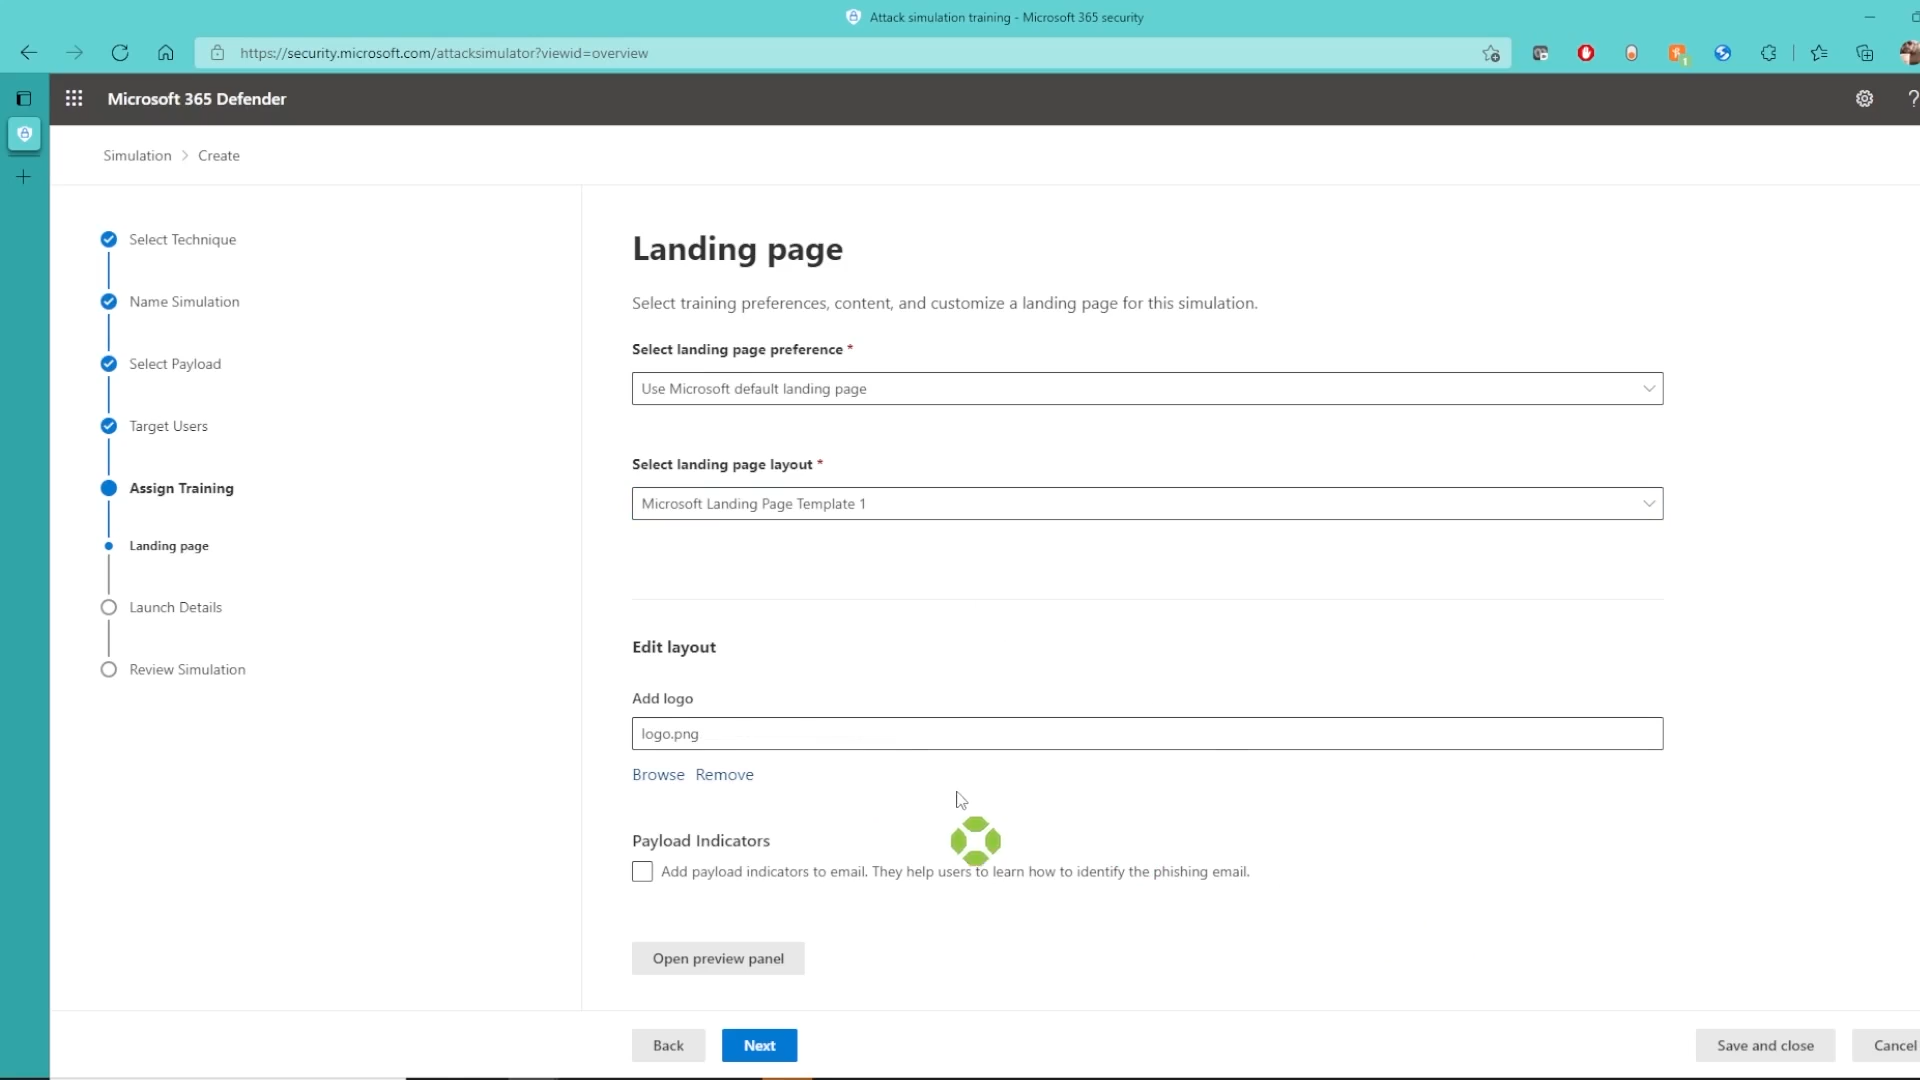 Attack simulation training - Microsoft 365 security
https://security.microsoft.com/attacksimulator?viewid=overview
1
Microsoft 365 Defender
?
Simulation > Create
Select Technique
Name Simulation
Select Payload
Target Users
Assign Training
Landing page
Launch Details
Review Simulation
Landing page
Select training preferences, content, and customize a landing page for this simulation.
Select landing page preference *
Use Microsoft default landing page
Select landing page layout *
Microsoft Landing Page Template 1
Edit layout
Add logo
logo.png
Browse Remove
Payload Indicators
Add payload indicators to email. They help users to learn how to identify the phishing email.
Open preview panel
Back Next Save and close Cancel